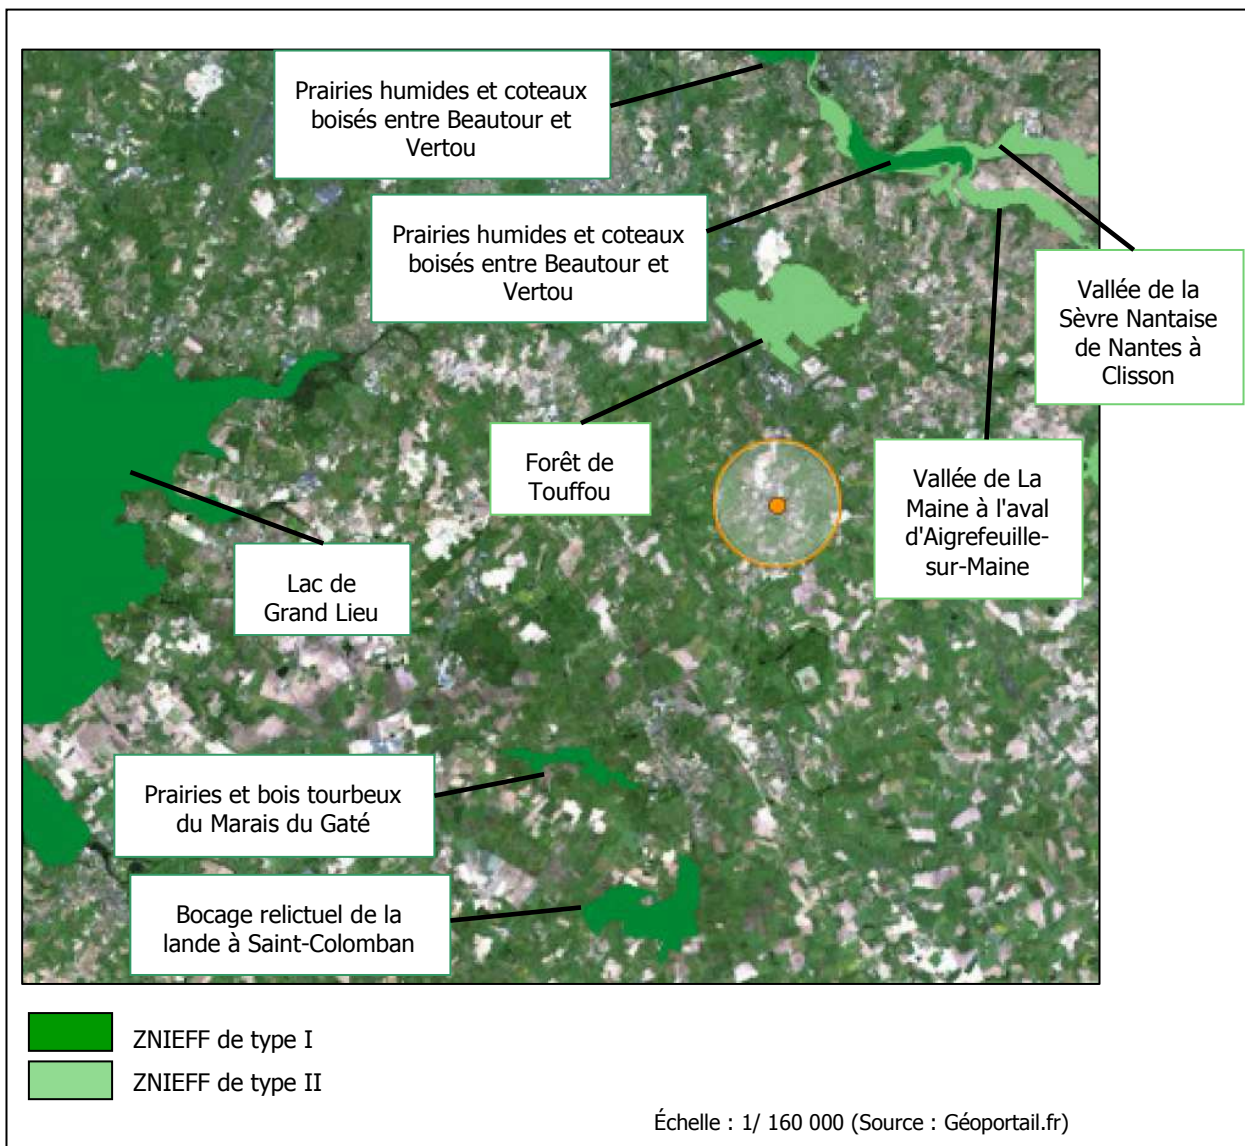 Prairies humides et coteaux
boisés entre Beautour et
Vertou
Prairies humides et coteaux
boisés entre Beautour et
Vertou
Vallée de la
Sèvre Nantaise
de Nantes à
Clisson
Forêt de
Touffou
Vallée de La
Maine à l'aval
d'Aigrefeuille-
sur-Maine
Lac de
Grand Lieu
Prairies et bois tourbeux
du Marais du Gaté
Bocage relictuel de la
lande à Saint-Colomban
ZNIEFF de type I
ZNIEFF de type II
Échelle : 1/ 160 000 (Source : Géoportail.fr)